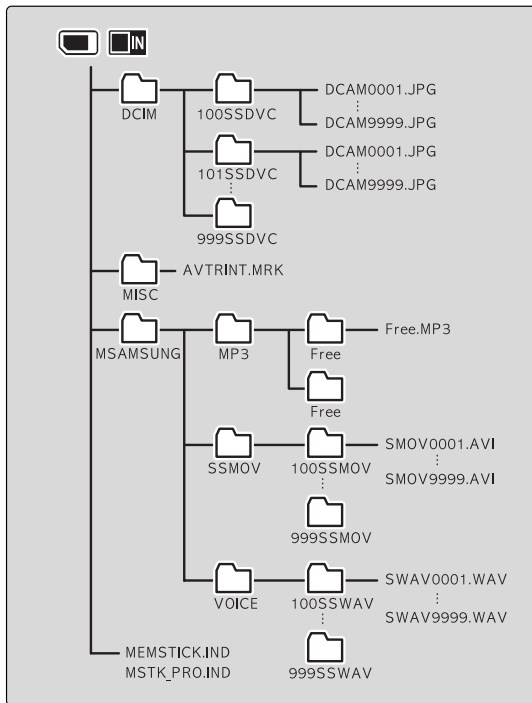 IN
DCIM
100SSDVC
DCAM0001.JPG
DCAM9999.JPG
101SSDVC
DCAM0001.JPG
DCAM9999.JPG
999SSDVC
MISC
AVTRINT.MRK
MSAMSUNG
MP3
Free
Free.MP3
Free
SSMOV
100SSMOV
SMOV0001.AVI
SMOV9999.AVI
999SSMOV
VOICE
100SSWAV
SWAV0001.WAV
SWAV9999.WAV
999SSWAV
MEMSTICK.IND
MSTK_PRO.IND